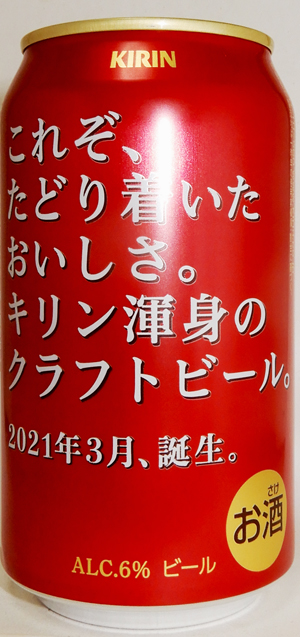 KIRIN
これぞ、
たどり着いた
おいしさ。
キリン渾身の
クラフトビール。
2021年3月、誕生。
さけ
お酒
ALC.6% ビール